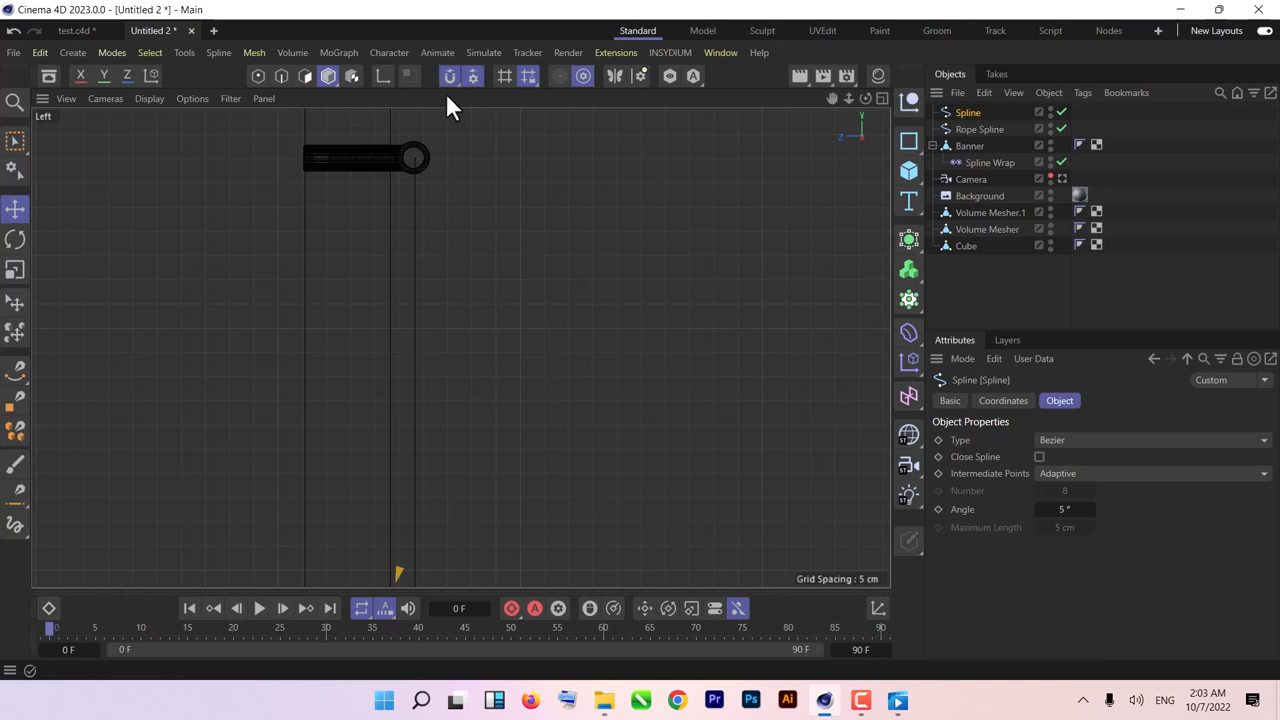 Cinema 4D 2023.0.0 - [Untitled 2 *] - Main
test.c4d *
Untitled 2 *
Standard
Model
Sculpt
UVEdit
Paint
Groom
Track
Script
Nodes
New Layouts
File
Edit
Create
Modes
Select
Tools
Spline
Mesh
Volume
MoGraph
Character
Animate
Simulate
Tracker
Render
Extensions
INSYDIUM
Window
Help
X
Y
Z
Objects
Takes
View
Cameras
Display
Options
Filter
Panel
File
Edit
View
Object
Tags
Bookmarks
Left
Y
Z
Spline
Rope Spline
Banner
Spline Wrap
Camera
Background
Volume Mesher.1
Volume Mesher
Cube
Attributes
Layers
Mode
Edit
User Data
Spline [Spline]
Custom
Basic
Coordinates
Object
Object Properties
Type
Bezier
Close Spline
Intermediate Points
Adaptive
Number
8
Angle
5 °
Maximum Length
5 cm
ST
ST
ST
Grid Spacing : 5 cm
0 F
0 5 10 15 20 25 30 35 40 45 50 55 60 65 70 75 80 85 90
0 F
0 F
90 F
90 F
Pr
Ps
Ai
2:03 AM
10/7/2022